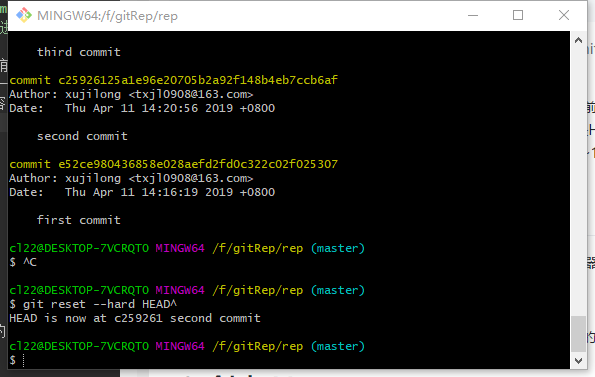 MINGW64:/f/gitRep/rep
third commit
commit c25926125a1e96e20705b2a92f148b4eb7ccb6af
Author: xujilong <txjl0908@163.com>
Date:   Thu Apr 11 14:20:56 2019 +0800
second commit
commit e52ce980436858e028aefd2fd0c322c02f025307
Author: xujilong <txjl0908@163.com>
Date:   Thu Apr 11 14:16:19 2019 +0800
first commit
cl22@DESKTOP-7VCRQTO MINGW64 /f/gitRep/rep (master)
$ ^C
cl22@DESKTOP-7VCRQTO MINGW64 /f/gitRep/rep (master)
$ git reset --hard HEAD^
HEAD is now at c259261 second commit
cl22@DESKTOP-7VCRQTO MINGW64 /f/gitRep/rep (master)
$